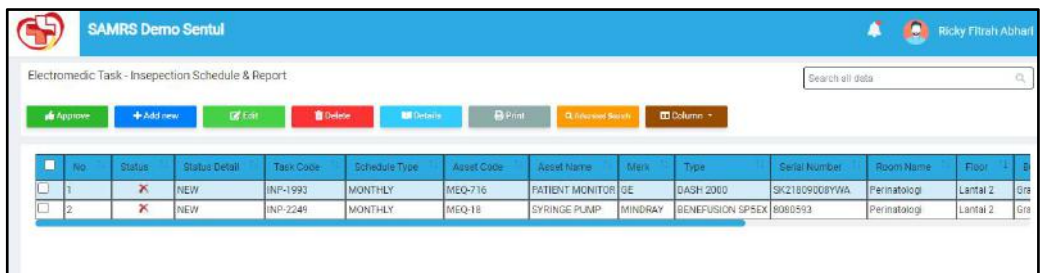 SAMRS Demo Sentul
Ricky Fitrah Abhari
Electromedic Task - Insepection Schedule & Report
Search all data
Approve
Add new
Edit
Delete
Details
Print
Advanced Search
Column
No Status Status Detail Task Code Schedule Type Asset Code Asset Name Merk Type Serial Number Room Name Floor
1 NEW INP-1993 MONTHLY MEQ-716 PATIENT MONITOR GE DASH 2000 SK21809008YWA Perinatologi Lantai 2 Gra
2 NEW INP-2249 MONTHLY MEQ-18 SYRINGE PUMP MINDRAY BENEFUSION SP5EX 8080593 Perinatologi Lantai 2 Gra